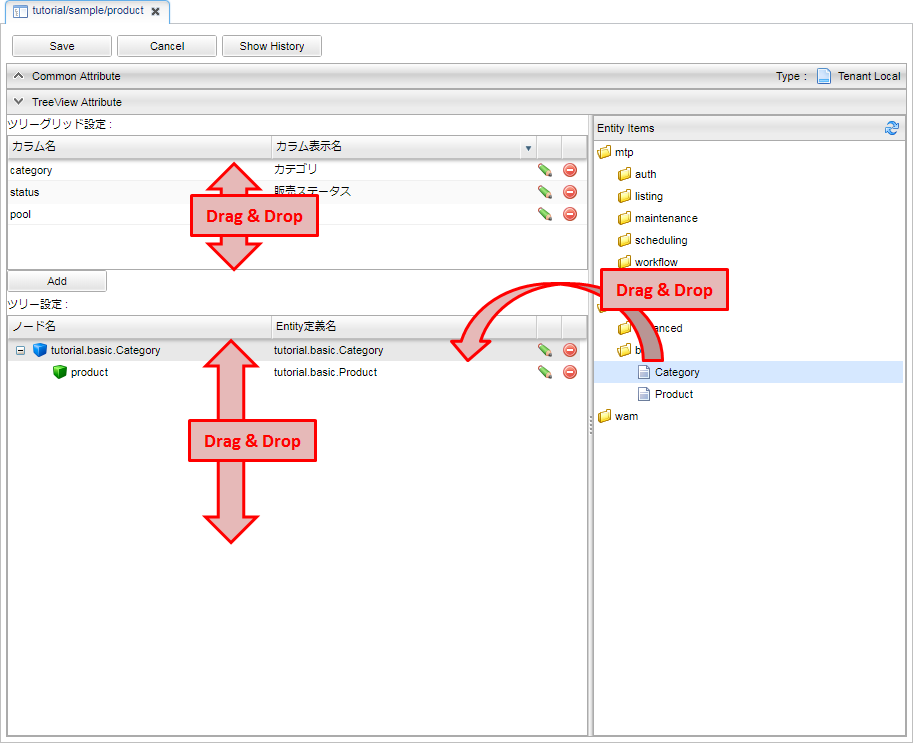 tutorial/sample/product
Save Cancel Show History
Common Attribute Type : Tenant Local
TreeView Attribute
ツリーグリッド設定 :
カラム名 カラム表示名
category カテゴリ
status 販売ステータス
pool
Drag & Drop
Add
ツリー設定 :
ノード名 Entity定義名
tutorial.basic.Category tutorial.basic.Category
product tutorial.basic.Product
Drag & Drop
Entity Items
mtp
auth
listing
maintenance
scheduling
workflow
Drag & Drop
Category
Product
wam